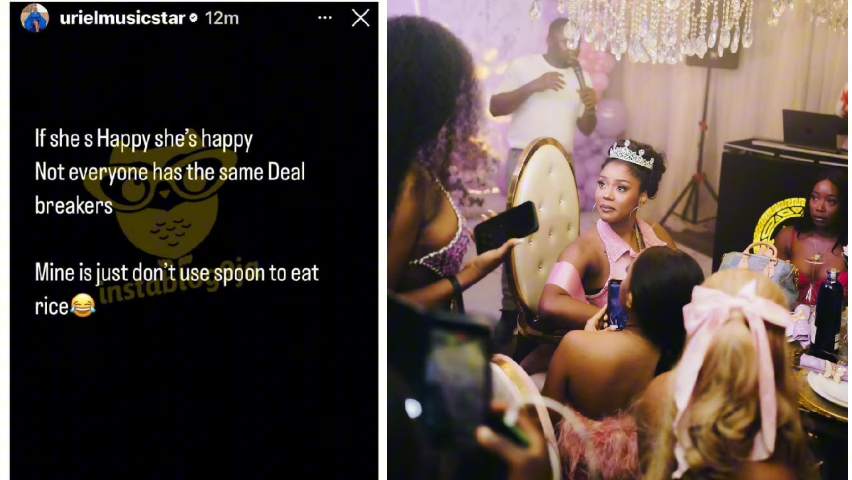 urielmusicstar 12m
If she s Happy she's happy
Not everyone has the same Deal
breakers
Mine is just don't use spoon to eat
rice😂
instablog9ja